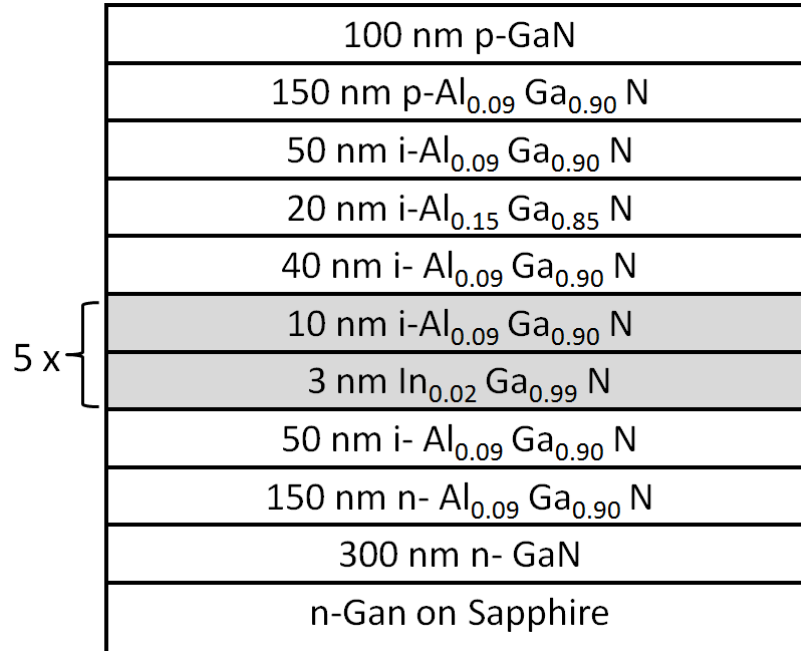 100 nm p-GaN
150 nm p-Al0.09 Ga0.90 N
50 nm i-Al0.09 Ga0.90 N
20 nm i-Al0.15 Ga0.85 N
40 nm i- Al0.09 Ga0.90 N
10 nm i-Al0.09 Ga0.90 N
5 x
3 nm In0.02 Ga0.99 N
50 nm i- Al0.09 Ga0.90 N
150 nm n- Al0.09 Ga0.90 N
300 nm n- GaN
n-Gan on Sapphire